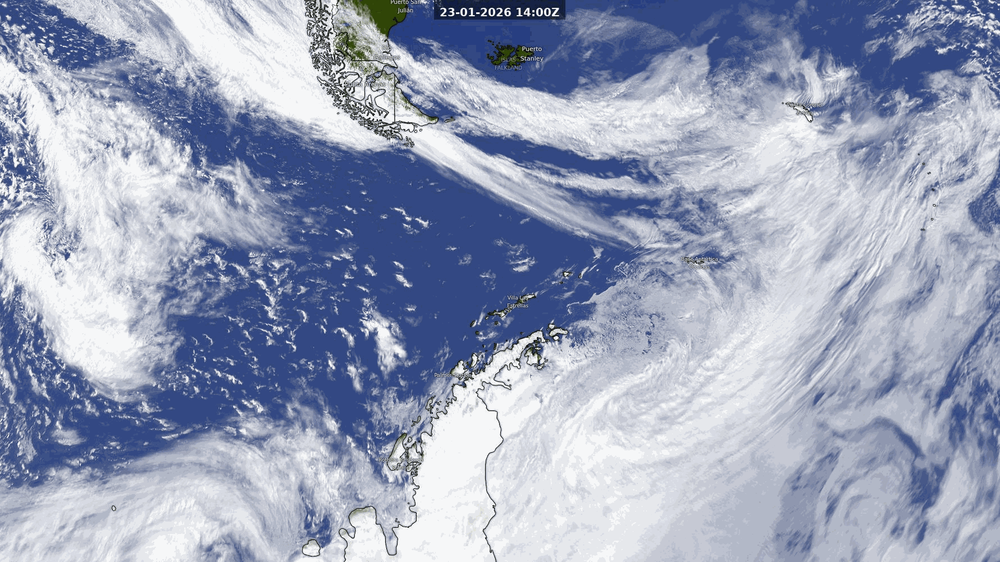 Puerto San
Julián
23-01-2026 14:00Z
Río
Gallegos
Puerto
Stanley
ISLAS
FALKLAND
Punta Arenas
Punta Coronel
Zelaya
Base Antártica
Orcadas
Villa Las
Estrellas
Palmer Station
Rothera Research
Station